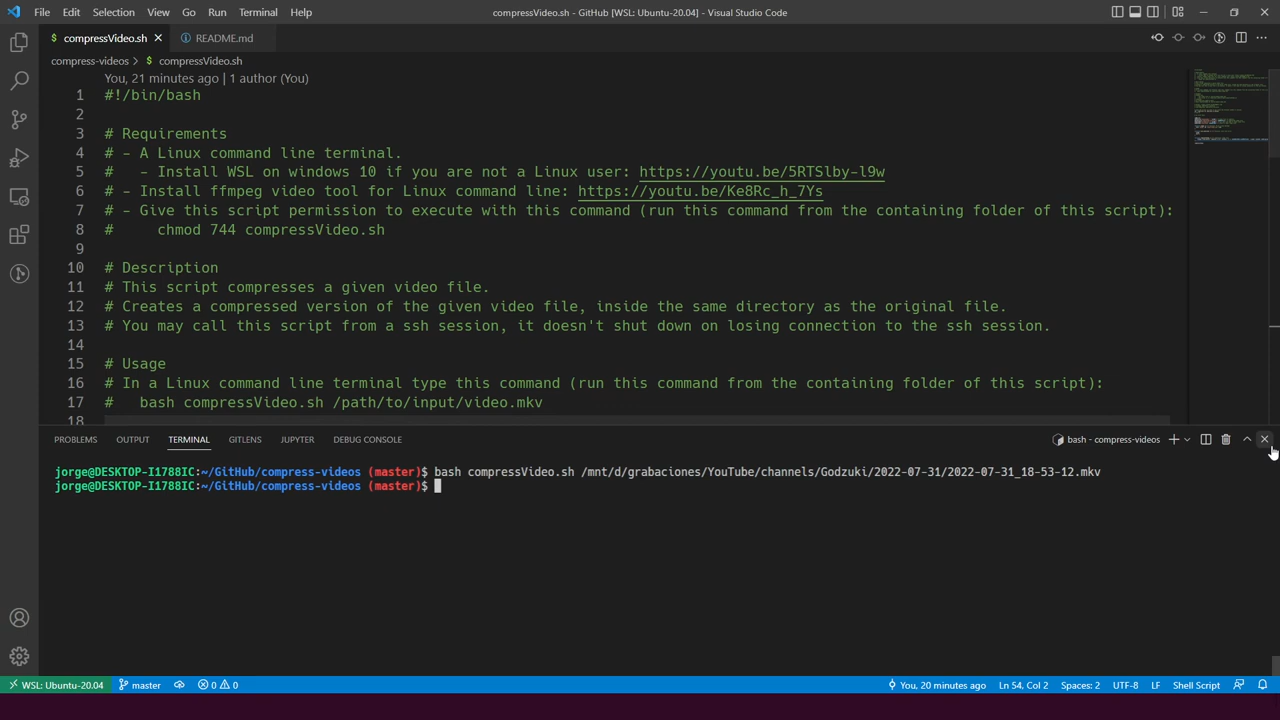 File Edit Selection View Go Run Terminal Help compressVideo.sh - GitHub [WSL: Ubuntu-20.04] - Visual Studio Code
$ compressVideo.sh README.md
compress-videos > $ compressVideo.sh
You, 21 minutes ago | 1 author (You)
1 #!/bin/bash
2
3 # Requirements
4 # - A Linux command line terminal.
5 #   - Install WSL on windows 10 if you are not a Linux user: https://youtu.be/5RTSlby-l9w
6 # - Install ffmpeg video tool for Linux command line: https://youtu.be/Ke8Rc_h_7Ys
7 # - Give this script permission to execute with this command (run this command from the containing folder of this script):
8 #     chmod 744 compressVideo.sh
9
10 # Description
11 # This script compresses a given video file.
12 # Creates a compressed version of the given video file, inside the same directory as the original file.
13 # You may call this script from a ssh session, it doesn't shut down on losing connection to the ssh session.
14
15 # Usage
16 # In a Linux command line terminal type this command (run this command from the containing folder of this script):
17 #   bash compressVideo.sh /path/to/input/video.mkv
18
PROBLEMS OUTPUT TERMINAL GITLENS JUPYTER DEBUG CONSOLE bash - compress-videos
jorge@DESKTOP-I1788IC:~/GitHub/compress-videos (master)$ bash compressVideo.sh /mnt/d/grabaciones/YouTube/channels/Godzuki/2022-07-31/2022-07-31_18-53-12.mkv
jorge@DESKTOP-I1788IC:~/GitHub/compress-videos (master)$
WSL: Ubuntu-20.04 master 0 0 You, 20 minutes ago Ln 54, Col 2 Spaces: 2 UTF-8 LF Shell Script